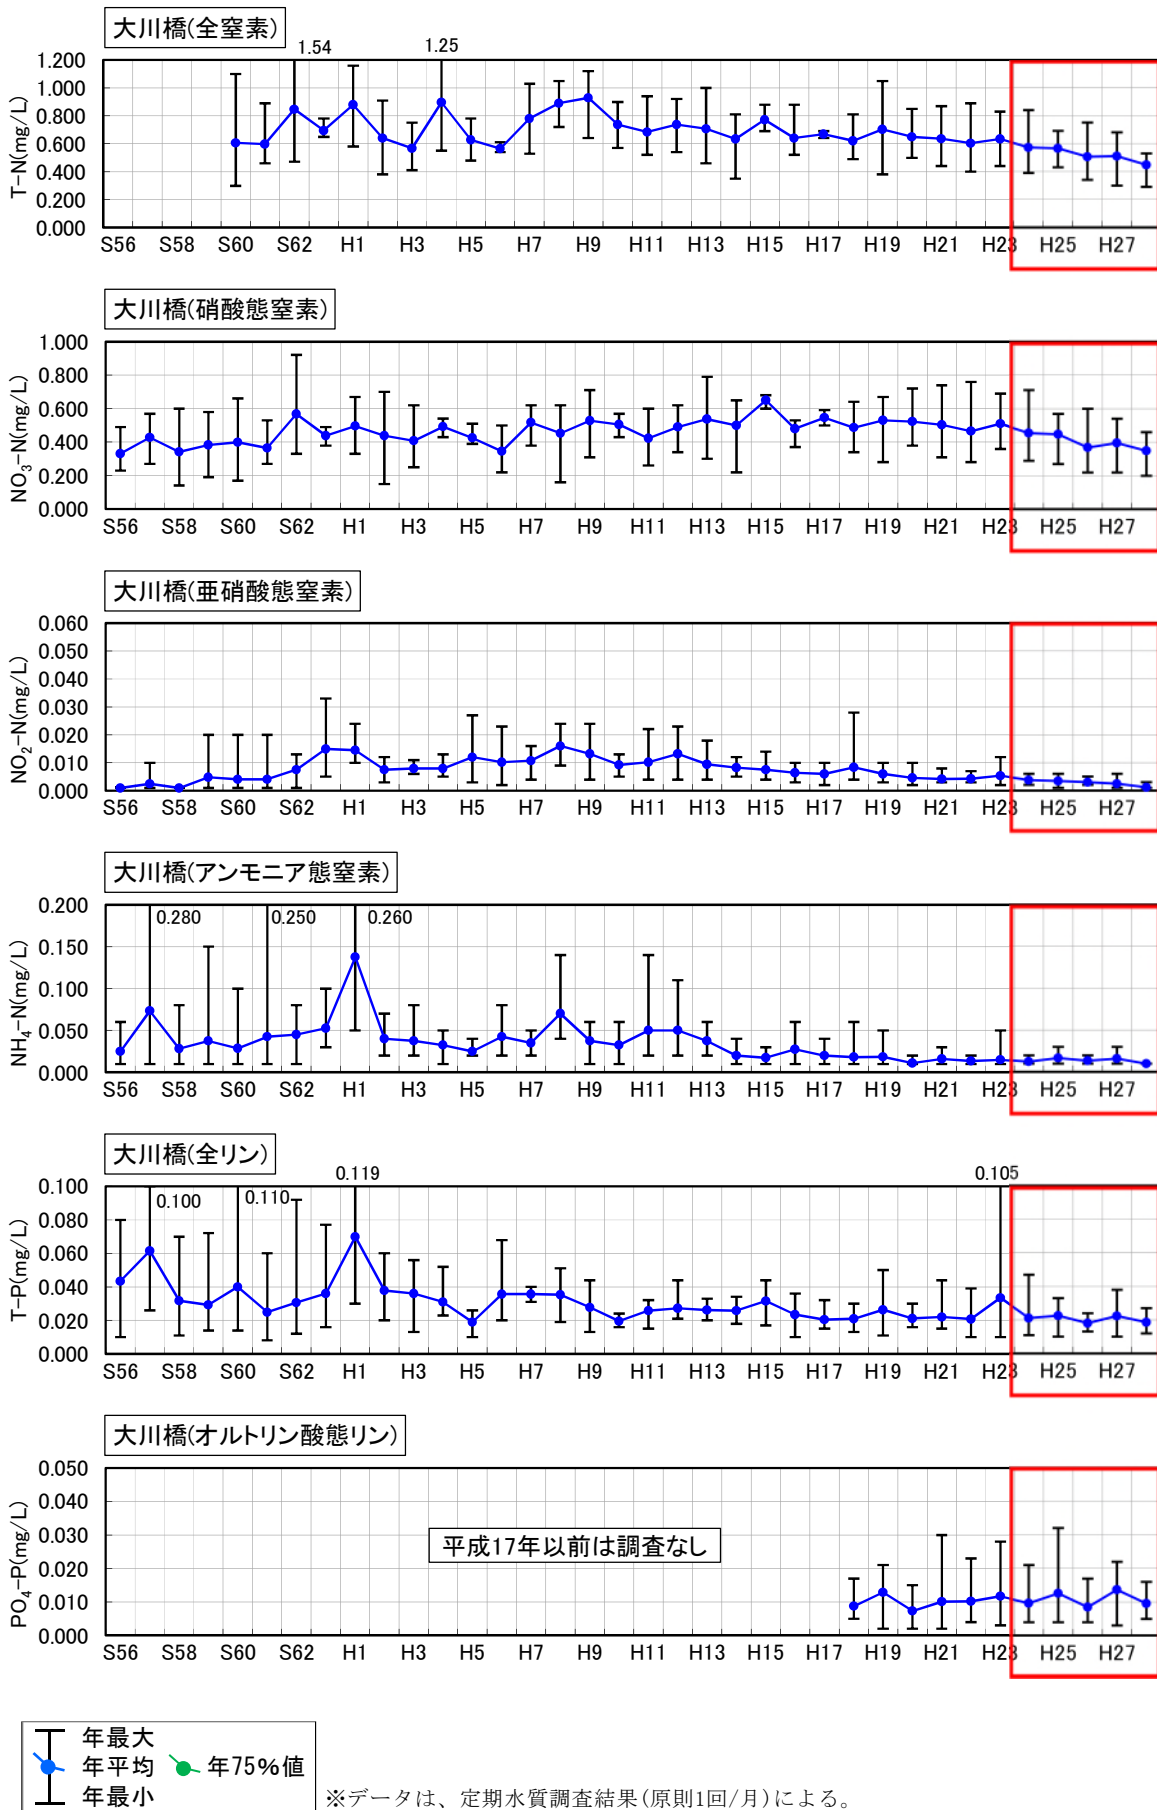 大川橋(全窒素)
1.54
1.25
T-N(mg/L)
1.200
1.000
0.800
0.600
0.400
0.200
0.000
S56 S58 S60 S62 H1 H3 H5 H7 H9 H11 H13 H15 H17 H19 H21 H23 H25 H27
大川橋(硝酸態窒素)
NO₃-N(mg/L)
1.000
0.800
0.600
0.400
0.200
0.000
S56 S58 S60 S62 H1 H3 H5 H7 H9 H11 H13 H15 H17 H19 H21 H23 H25 H27
大川橋(亜硝酸態窒素)
NO₂-N(mg/L)
0.060
0.050
0.040
0.030
0.020
0.010
0.000
S56 S58 S60 S62 H1 H3 H5 H7 H9 H11 H13 H15 H17 H19 H21 H23 H25 H27
大川橋(アンモニア態窒素)
NH₄-N(mg/L)
0.200
0.280 0.250 0.260
0.150
0.100
0.050
0.000
S56 S58 S60 S62 H1 H3 H5 H7 H9 H11 H13 H15 H17 H19 H21 H23 H25 H27
大川橋(全リン)
0.119
0.105
T-P(mg/L)
0.100
0.100 0.110
0.080
0.060
0.040
0.020
0.000
S56 S58 S60 S62 H1 H3 H5 H7 H9 H11 H13 H15 H17 H19 H21 H23 H25 H27
大川橋(オルトリン酸態リン)
PO₄-P(mg/L)
0.050
0.040
0.030
0.020
0.010
0.000
平成17年以前は調査なし
S56 S58 S60 S62 H1 H3 H5 H7 H9 H11 H13 H15 H17 H19 H21 H23 H25 H27
年最大
年平均 年75%値
年最小
※データは、定期水質調査結果(原則1回/月)による。